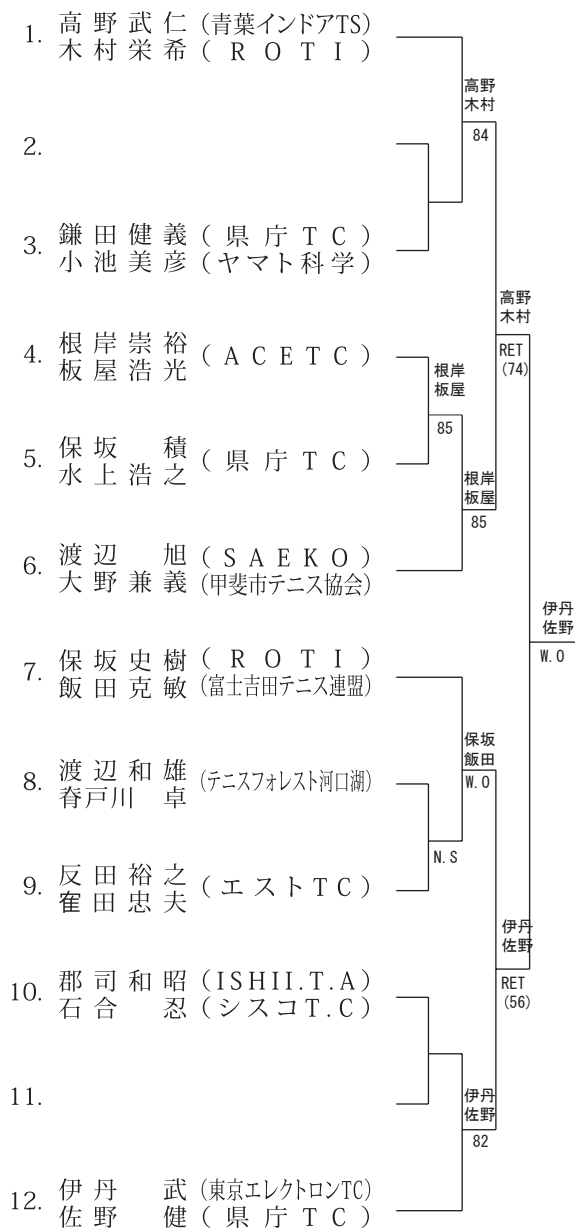 1. 高野武仁 (青葉インドアTS)
木村栄希 (ROTI)
高野
木村
84
2.
3. 鎌田健義 (県庁TC)
小池美彦 (ヤマト科学)
高野
木村
RET
(74)
4. 根岸崇裕 (ACETC)
板屋浩光
根岸
板屋
85
5. 保坂 積 (県庁TC)
水上浩之
根岸
板屋
85
6. 渡辺 旭 (SAEKO)
大野兼義 (甲斐市テニス協会)
伊丹
佐野
W.O
7. 保坂史樹 (ROTI)
飯田克敏 (富士吉田テニス連盟)
保坂
飯田
W.O
8. 渡辺和雄 (テニスフォレスト河口湖)
脊戸川 卓
N.S
9. 反田裕之 (エストTC)
田忠夫
伊丹
佐野
RET
(56)
10. 郡司和昭 (ISHII.T.A)
石合 忍 (シスコT.C)
11.
伊丹
佐野
82
12. 伊丹 武 (東京エレクトロンTC)
佐野 健 (県庁TC)